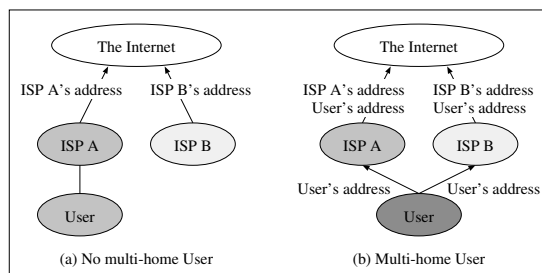 The Internet
ISP A's address
ISP B's address
ISP A
ISP B
User
(a) No multi-home User
The Internet
ISP A's address
User's address
ISP B's address
User's address
ISP A
ISP B
User's address
User's address
User
(b) Multi-home User